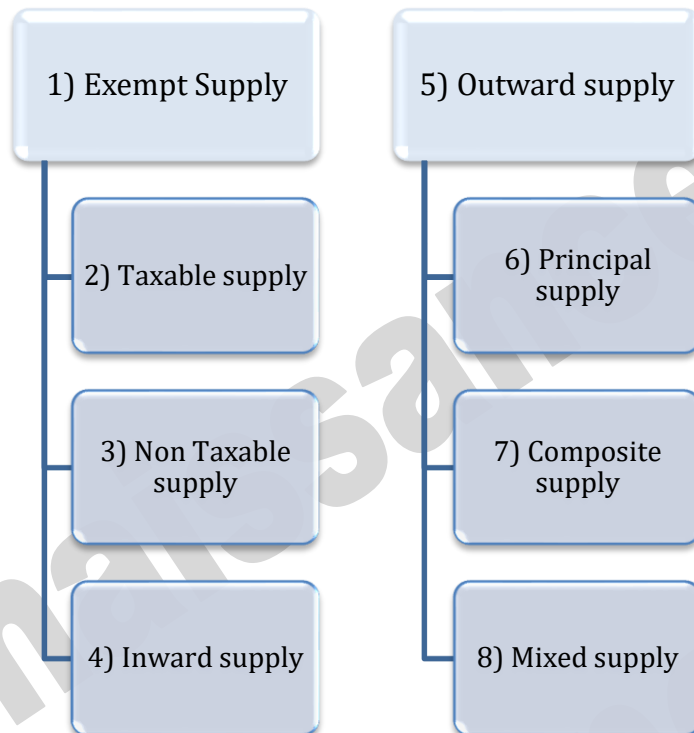 1) Exempt Supply
2) Taxable supply
3) Non Taxable
supply
4) Inward supply
5) Outward supply
6) Principal
supply
7) Composite
supply
8) Mixed supply